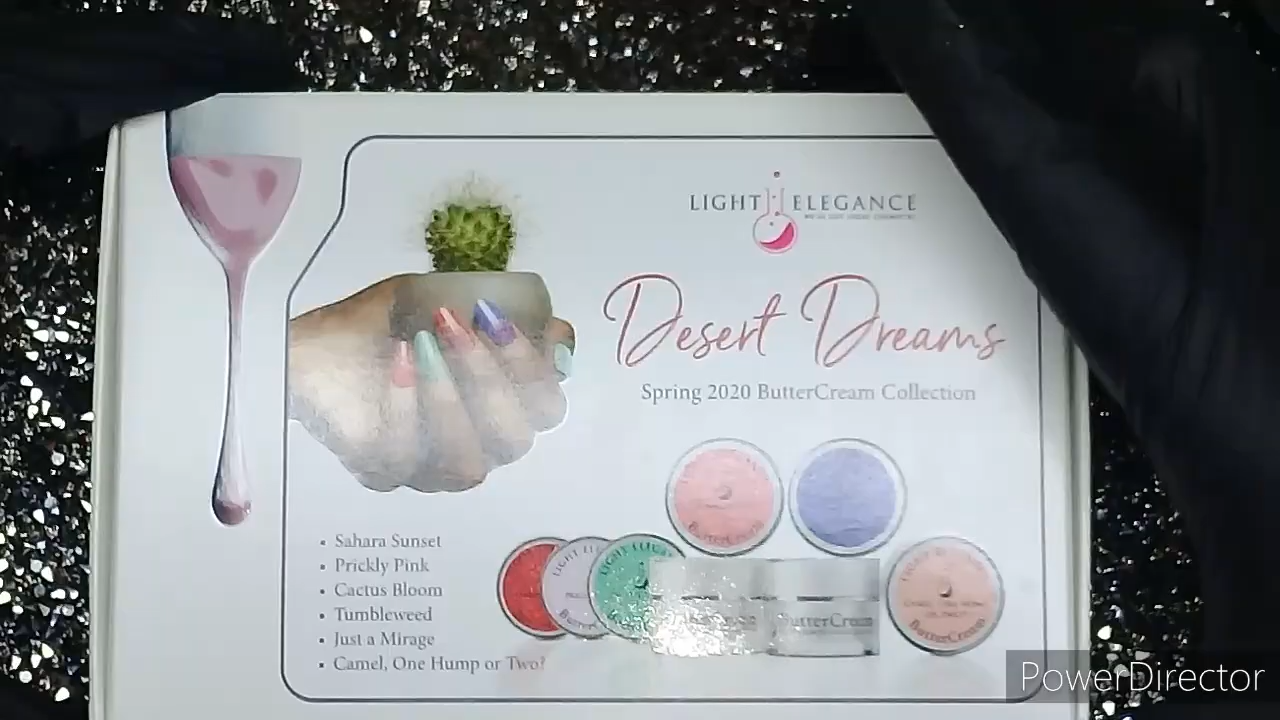 LIGHT ELEGANCE
Desert Dreams
Spring 2020 ButterCream Collection
• Sahara Sunset
• Prickly Pink
• Cactus Bloom
• Tumbleweed
• Just a Mirage
• Camel, One Hump or Two?
ButterCream
ButterCream
PowerDirector